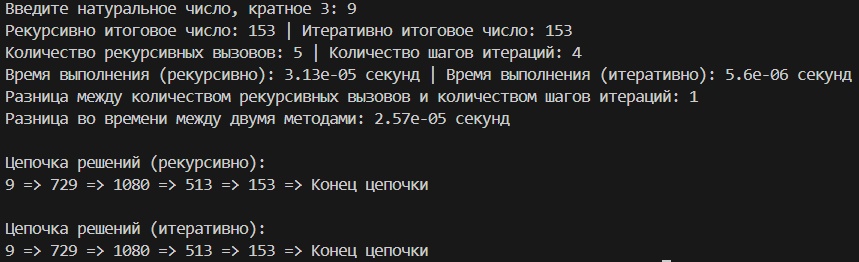 Введите натуральное число, кратное 3: 9
Рекурсивно итоговое число: 153 | Итеративно итоговое число: 153
Количество рекурсивных вызовов: 5 | Количество шагов итераций: 4
Время выполнения (рекурсивно): 3.13e-05 секунд | Время выполнения (итеративно): 5.6e-06 секунд
Разница между количеством рекурсивных вызовов и количеством шагов итераций: 1
Разница во времени между двумя методами: 2.57e-05 секунд
Цепочка решений (рекурсивно):
9 => 729 => 1080 => 513 => 153 => Конец цепочки
Цепочка решений (итеративно):
9 => 729 => 1080 => 513 => 153 => Конец цепочки